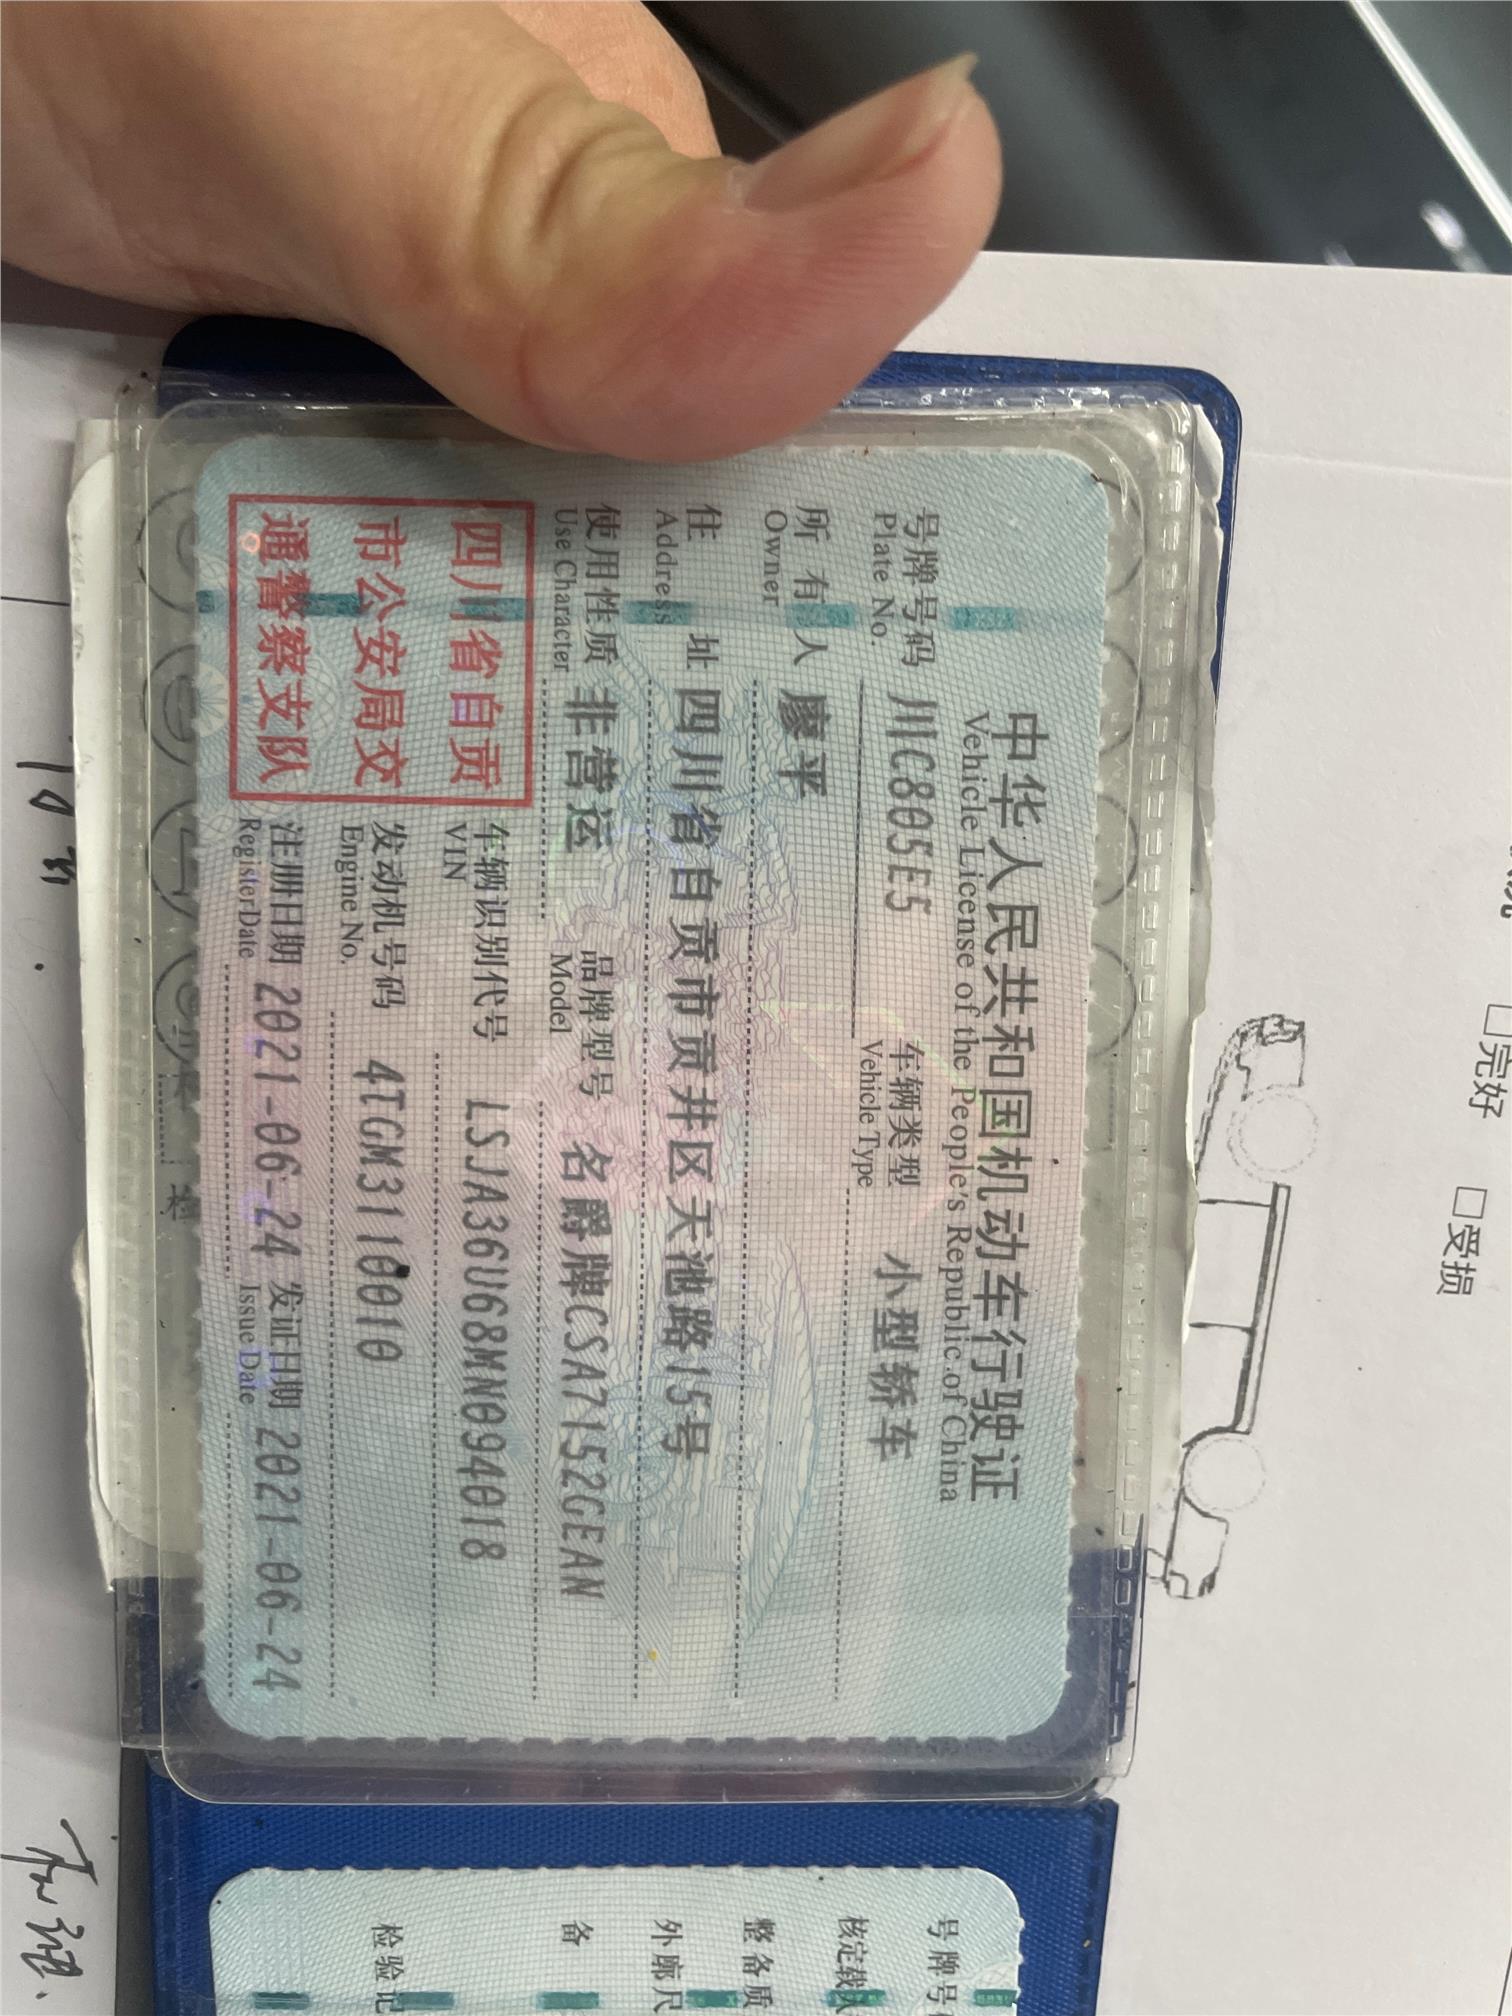 中华人民共和国机动车行驶证
Vehicle License of the People's Republic of China
号牌号码 川C805E5 车辆类型 小型轿车
Plate No. Vehicle Type
所有人 廖平
Owner
住址 四川省自贡市贡井区天池路15号
Address
使用性质 非营运 品牌型号 名爵牌CSA7152GEAN
Use Character Model
四川省自贡
市公安局交
通警察支队
车辆识别代号 LSJA36U68MN094018
VIN
发动机号码 4TGM3110010
Engine No.
注册日期 2021-06-24 发证日期 2021-06-24
Register Date Issue Date
号牌号
核定载
整备质
外廓尺
备
检验记
□完好 □受损